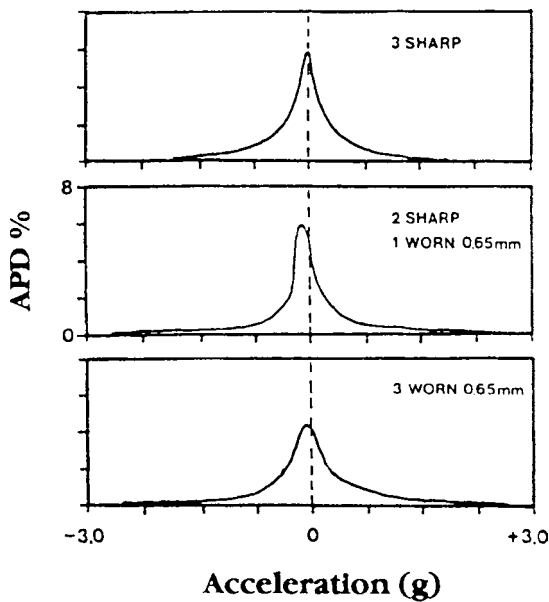 3 SHARP
8
2 SHARP
1 WORN 0.65mm
APD %
0
3 WORN 0.65mm
-3.0 0 +3.0
Acceleration (g)